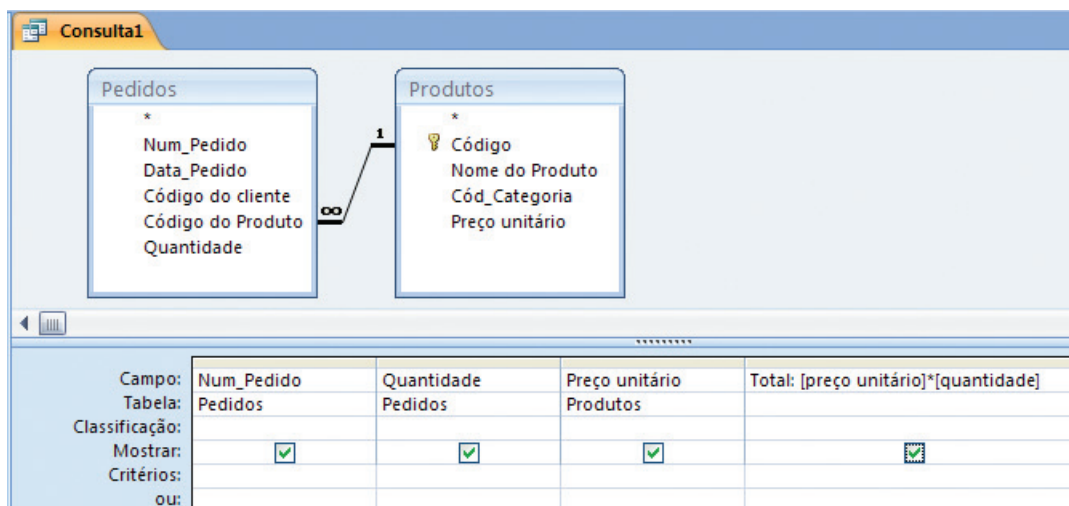 Consulta1
Pedidos
*
Num_Pedido
Data_Pedido
Código do cliente
Código do Produto
Quantidade
1
∞
Produtos
*
Código
Nome do Produto
Cód_Categoria
Preço unitário
Campo: Num_Pedido Quantidade Preço unitário Total: [preço unitário]*[quantidade]
Tabela: Pedidos Pedidos Produtos
Classificação:
Mostrar:
Critérios:
ou: